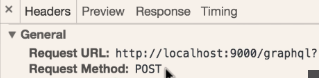 × Headers Preview Response Timing
▼ General
Request URL: http://localhost:9000/graphql?
Request Method: POST